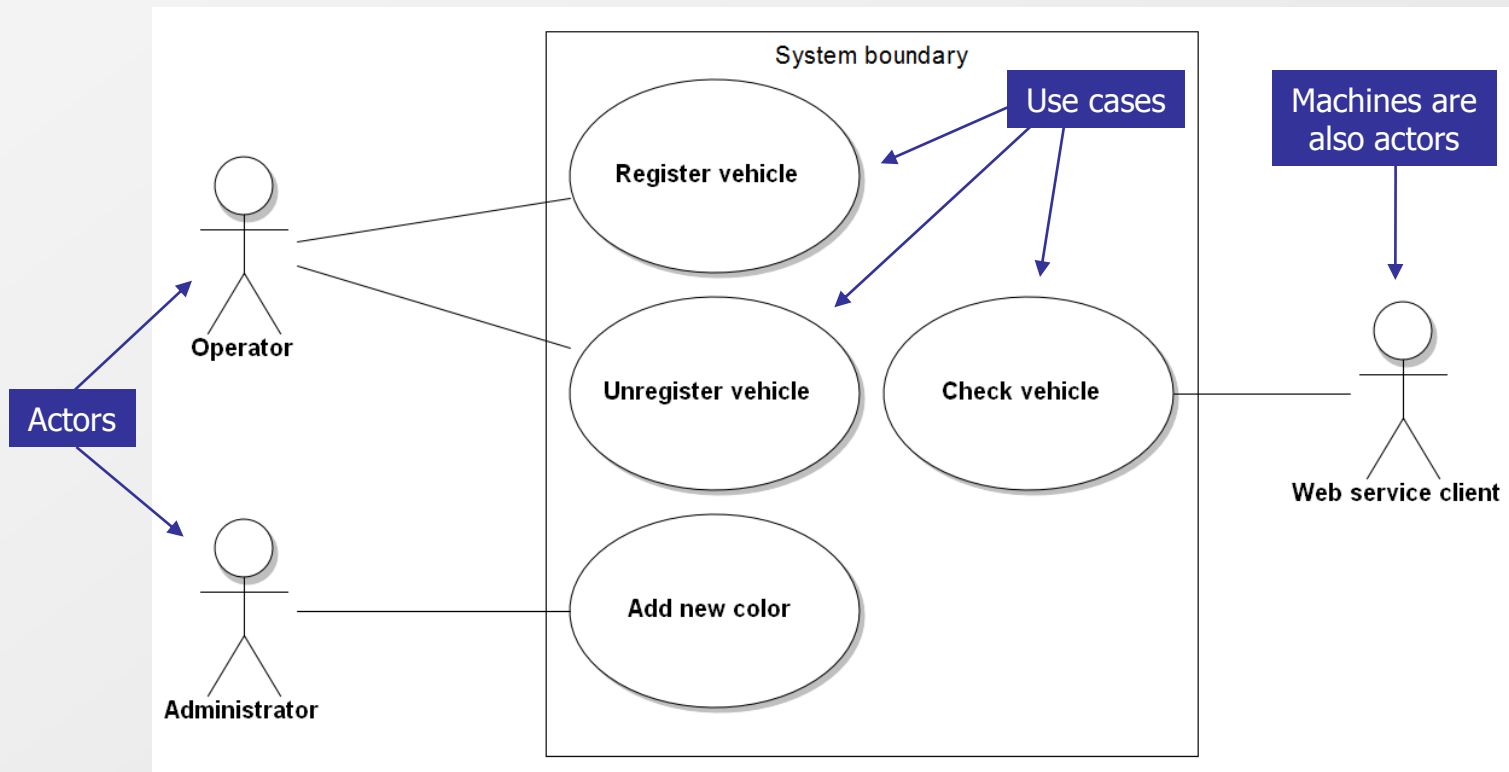 System boundary
Use cases
Machines are
also actors
Register vehicle
Operator
Unregister vehicle
Check vehicle
Actors
Web service client
Add new color
Administrator